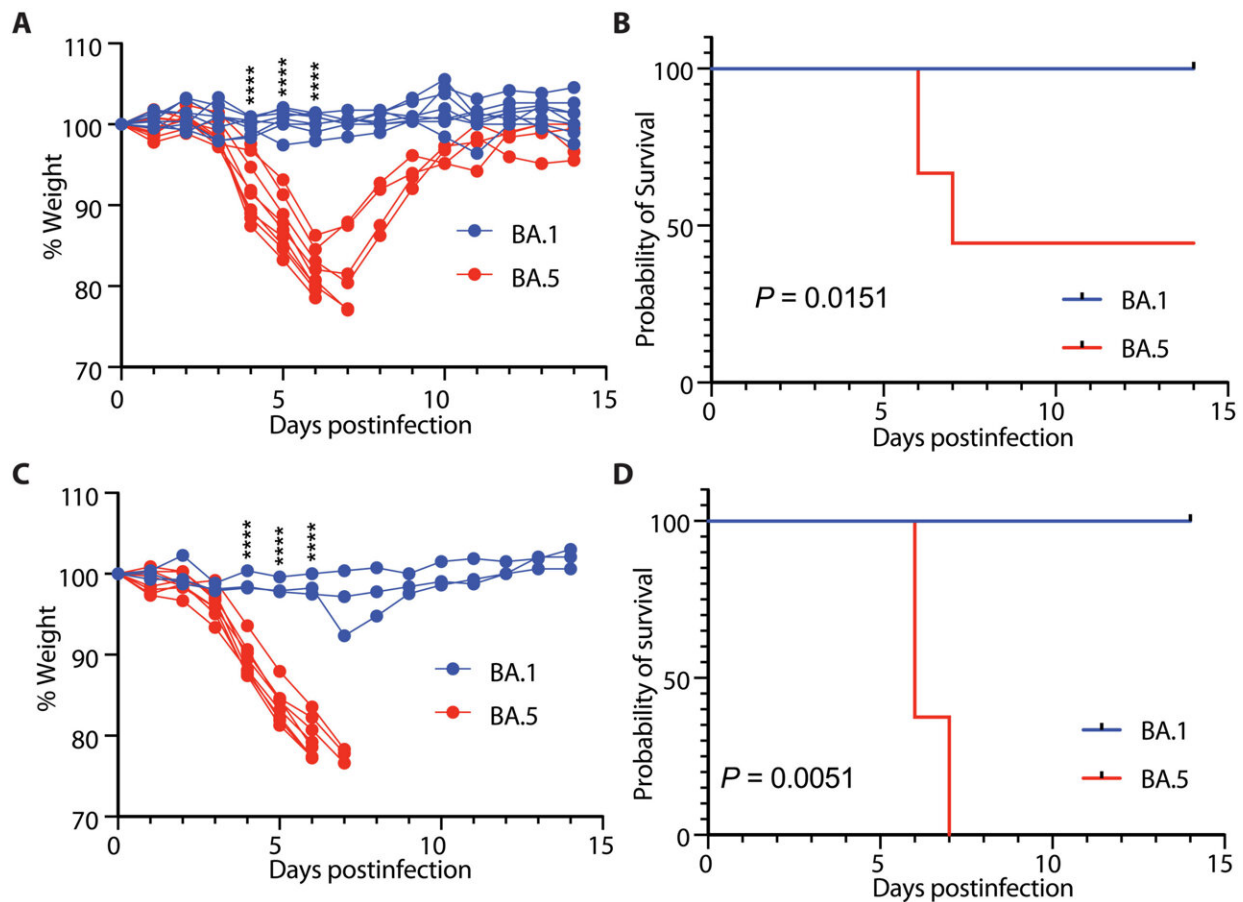 A
110
100
90
80
70
% Weight
****
****
****
BA.1
BA.5
0
5
10
15
Days postinfection
B
100
50
0
Probability of Survival
P = 0.0151
BA.1
BA.5
0
5
10
15
Days postinfection
C
110
100
90
80
70
% Weight
****
****
****
BA.1
BA.5
0
5
10
15
Days postinfection
D
100
50
0
Probability of survival
P = 0.0051
BA.1
BA.5
0
5
10
15
Days postinfection